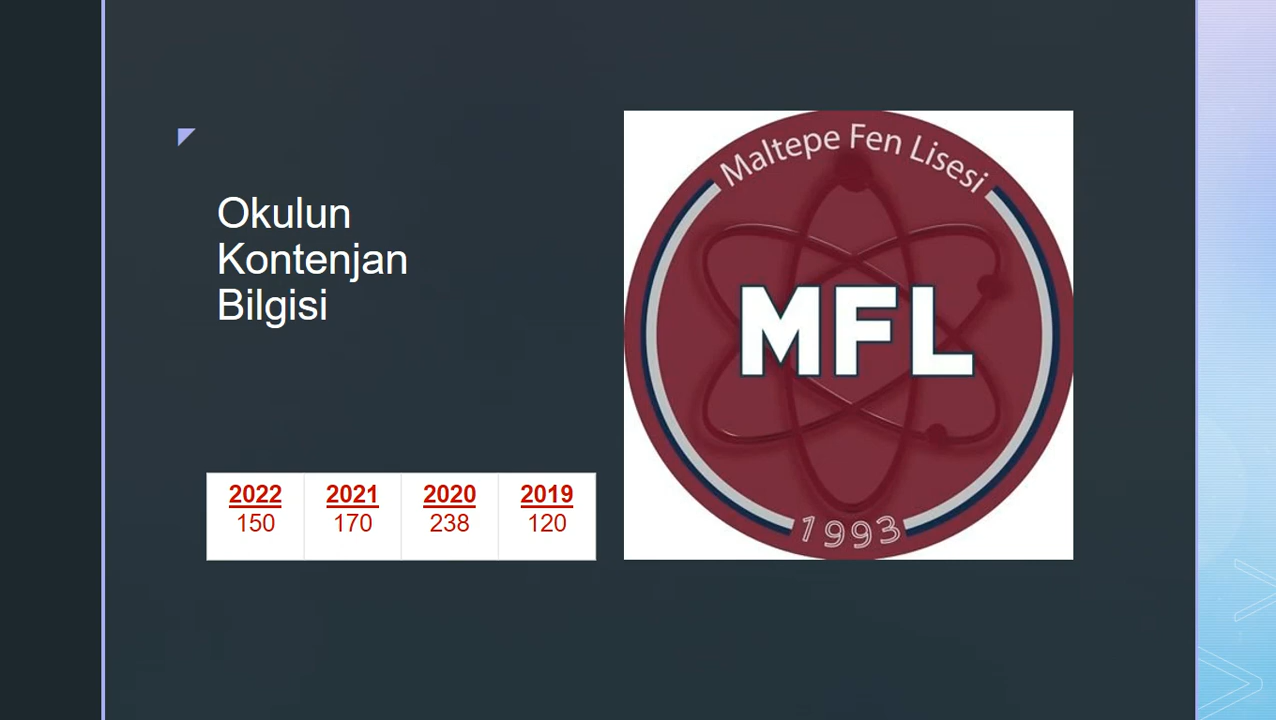 Okulun
Kontenjan
Bilgisi
2022 2021 2020 2019
150 170 238 120
Maltepe Fen Lisesi
MFL
1993